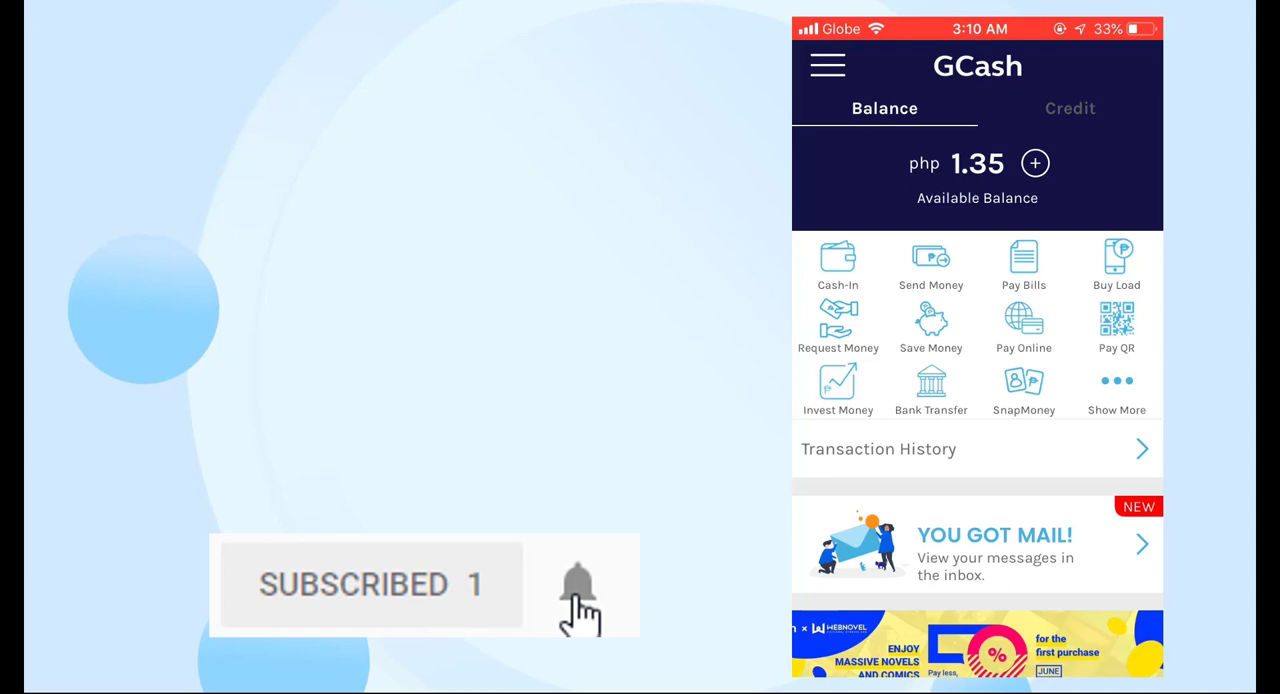 Globe
3:10 AM
33%
GCash
Balance
Credit
php 1.35
Available Balance
Cash-In
Send Money
Pay Bills
Buy Load
Request Money
Save Money
Pay Online
Pay QR
Invest Money
Bank Transfer
SnapMoney
Show More
Transaction History
NEW
YOU GOT MAIL!
View your messages in
the inbox.
SUBSCRIBED 1
n × WEBNOVEL
ENJOY
MASSIVE NOVELS
AND COMICS
Pay less,
%
for the
first purchase
JUNE